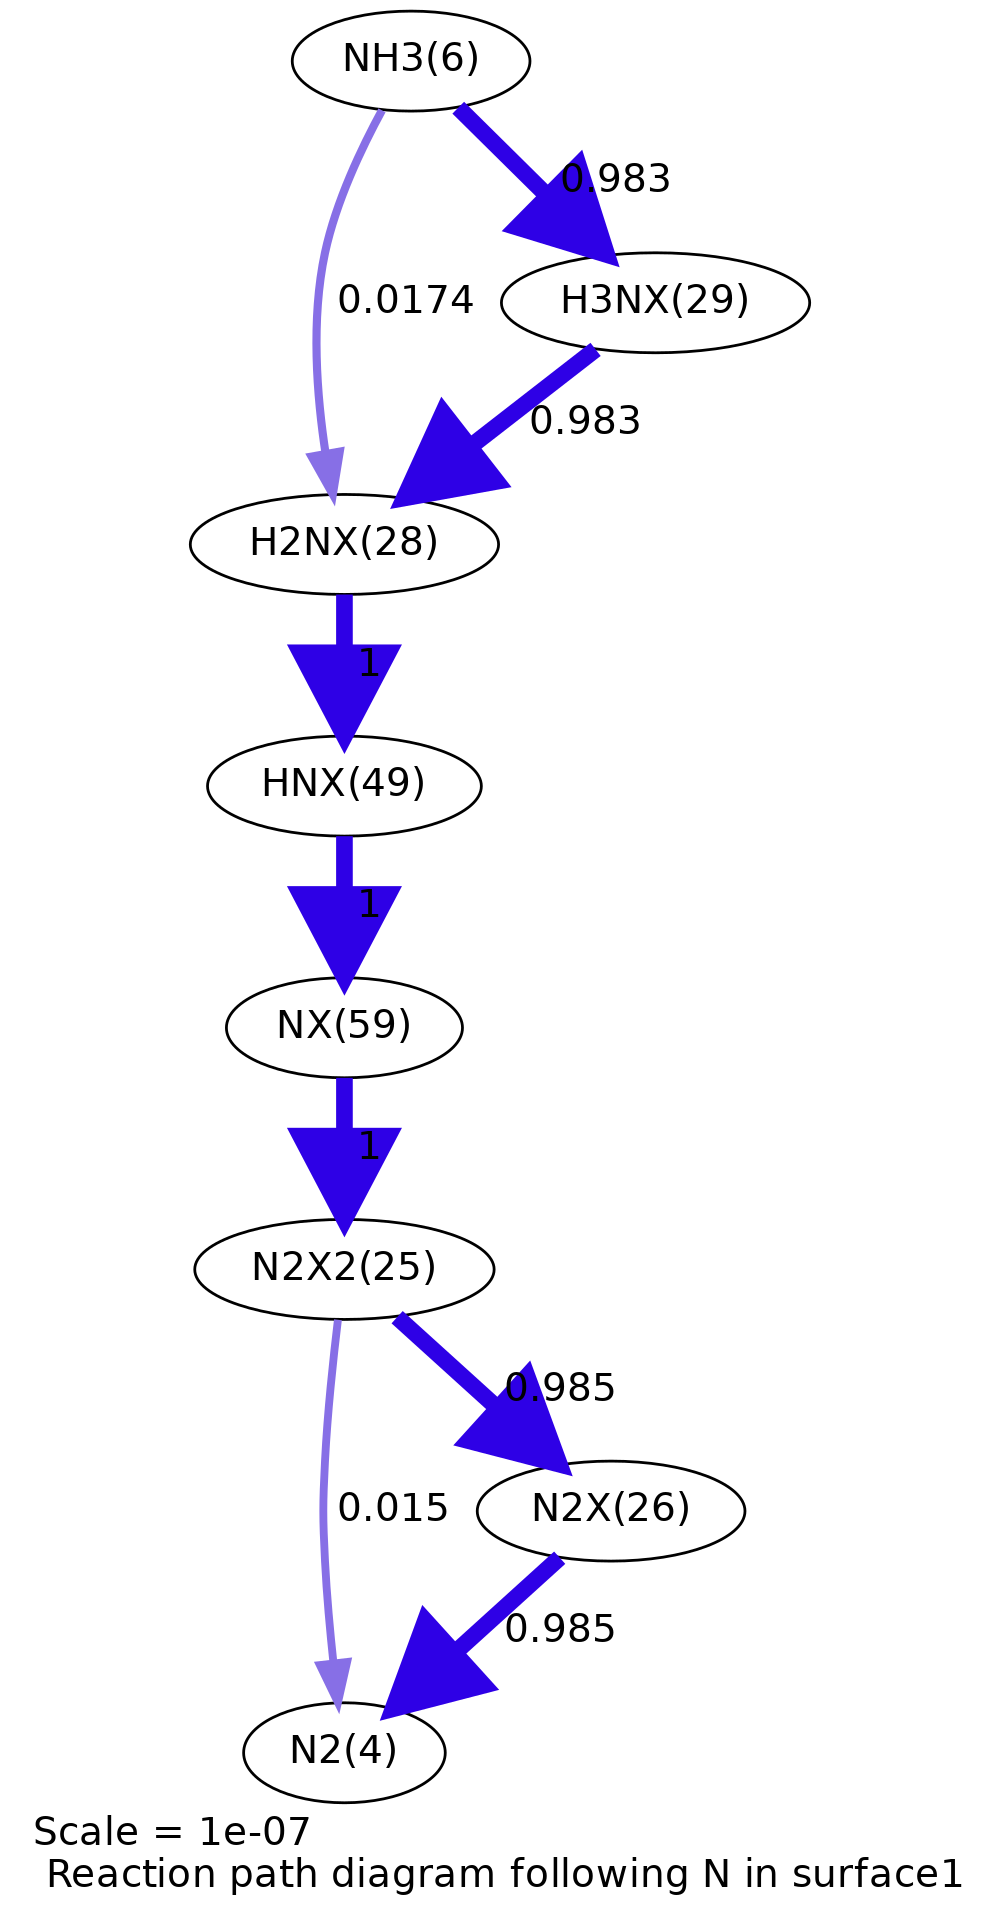 NH3(6)
0.983
0.0174
H3NX(29)
0.983
H2NX(28)
1
HNX(49)
1
NX(59)
1
N2X2(25)
0.985
0.015
N2X(26)
0.985
N2(4)
Scale = 1e-07
Reaction path diagram following N in surface1